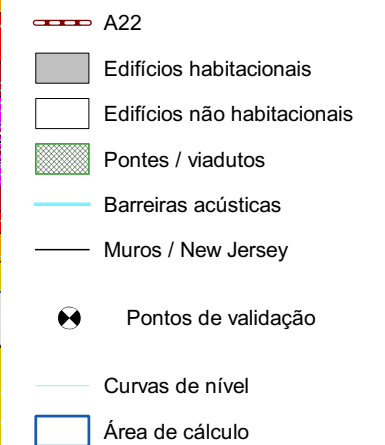 A22
Edifícios habitacionais
Edifícios não habitacionais
Pontes / viadutos
Barreiras acústicas
Muros / New Jersey
Pontos de validação
Curvas de nível
Área de cálculo